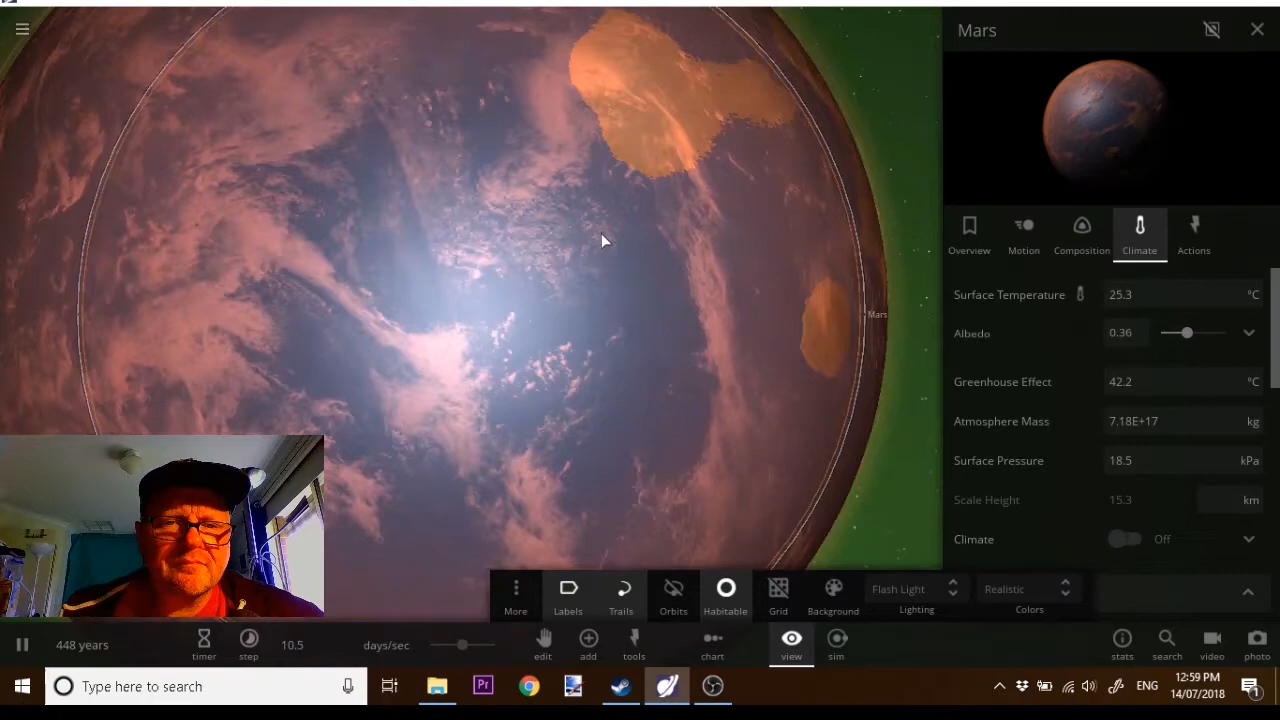 Mars
Overview
Motion
Composition
Climate
Actions
Surface Temperature 25.3 °C
Albedo 0.36
Mars
Greenhouse Effect 42.2 °C
Atmosphere Mass 7.18E+17 kg
Surface Pressure 18.5 kPa
Scale Height 15.3 km
Climate Off
More
Labels
Trails
Orbits
Habitable
Grid
Background
Flash Light
Lighting
Realistic
Colors
448 years
timer
step
10.5 days/sec
edit
add
tools
chart
view
sim
stats
search
video
photo
Type here to search
Pr
ENG
12:59 PM
14/07/2018
1